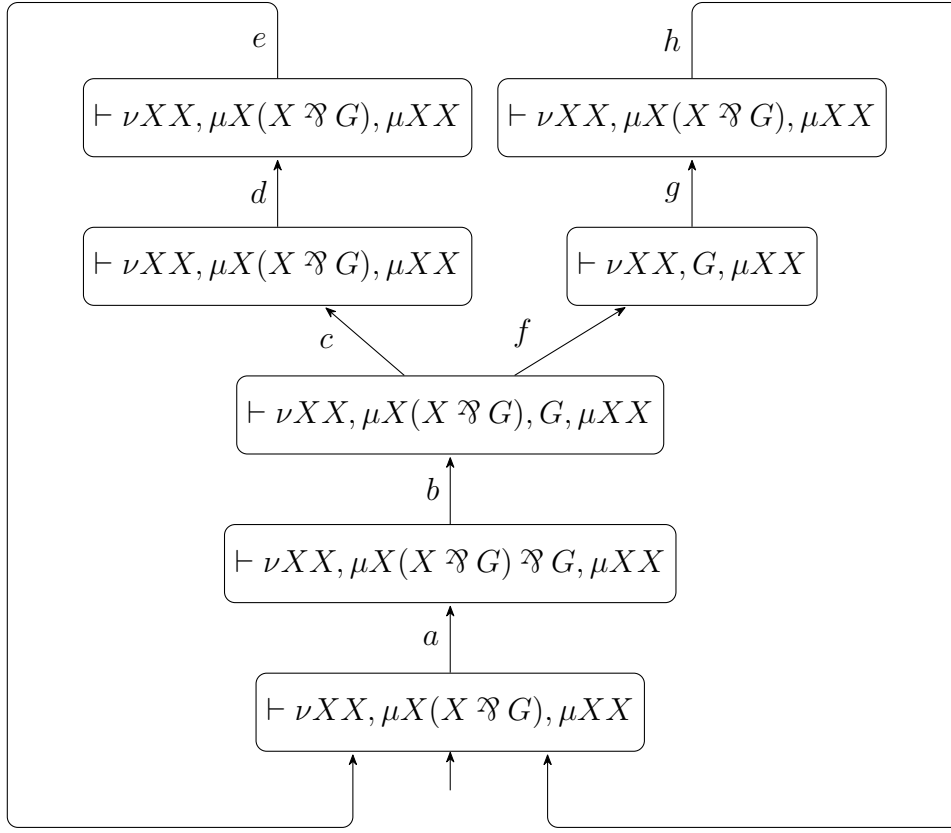 e h
⊢ νXX, μX(X ⅋ G), μXX ⊢ νXX, μX(X ⅋ G), μXX
d g
⊢ νXX, μX(X ⅋ G), μXX ⊢ νXX, G, μXX
c f
⊢ νXX, μX(X ⅋ G), G, μXX
b
⊢ νXX, μX(X ⅋ G) ⅋ G, μXX
a
⊢ νXX, μX(X ⅋ G), μXX